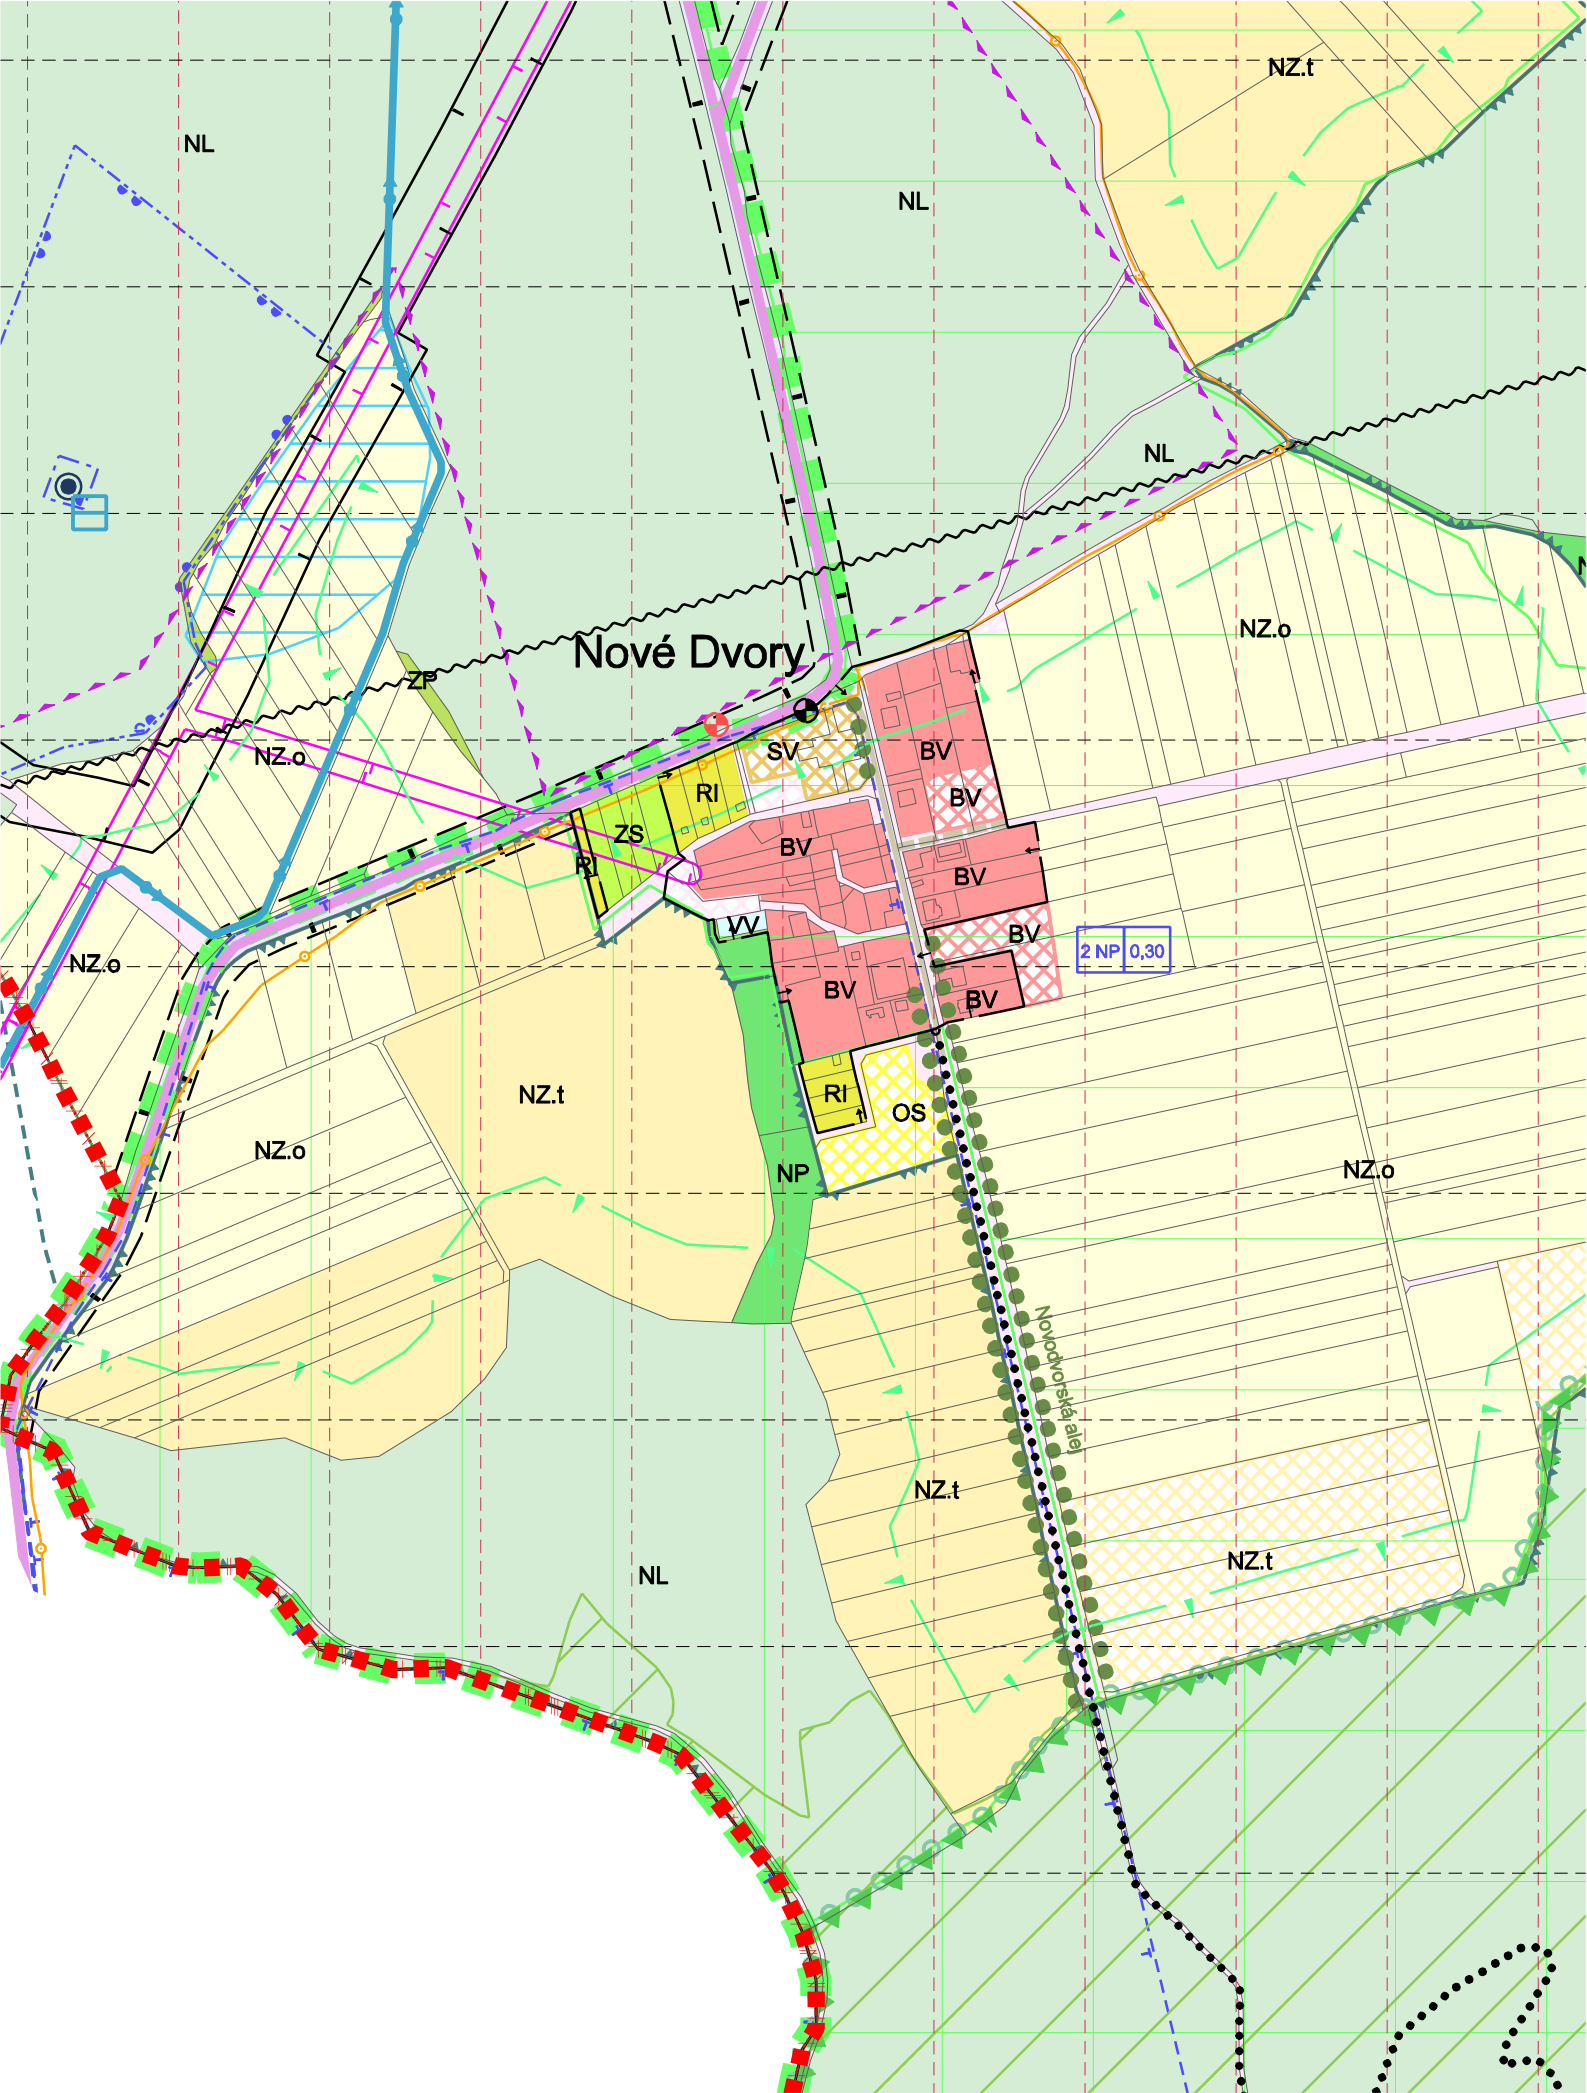 NZ.t
NL
NL
NL
NZ.o
Nové Dvory
ZP
NZ.o
SV
BV
RI
BV
ZS
BV
RI
BV
VV
BV
2 NP 0,30
NZ.o
BV
BV
NZ.t
RI
OS
NZ.o
NP
NZ.o
Novodvorská alej
NZ.t
NZ.t
NL